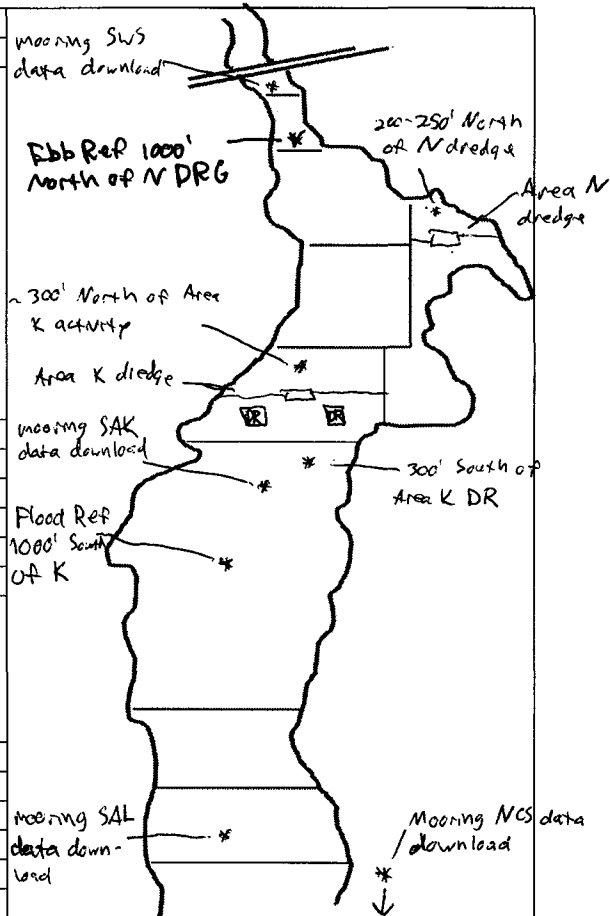 mooring SWS
data download
Ebb Ref 1000'
North of N DRG
200-250' North
of N dredge
Area N
dredge
~300' North of Area
K activity
Area K dredge
DR
DR
mooring SAK
data download
300' South of
Area K DR
Flood Ref
1000' South
of K
mooring SAL
data down-
load
Mooring NCS data
download